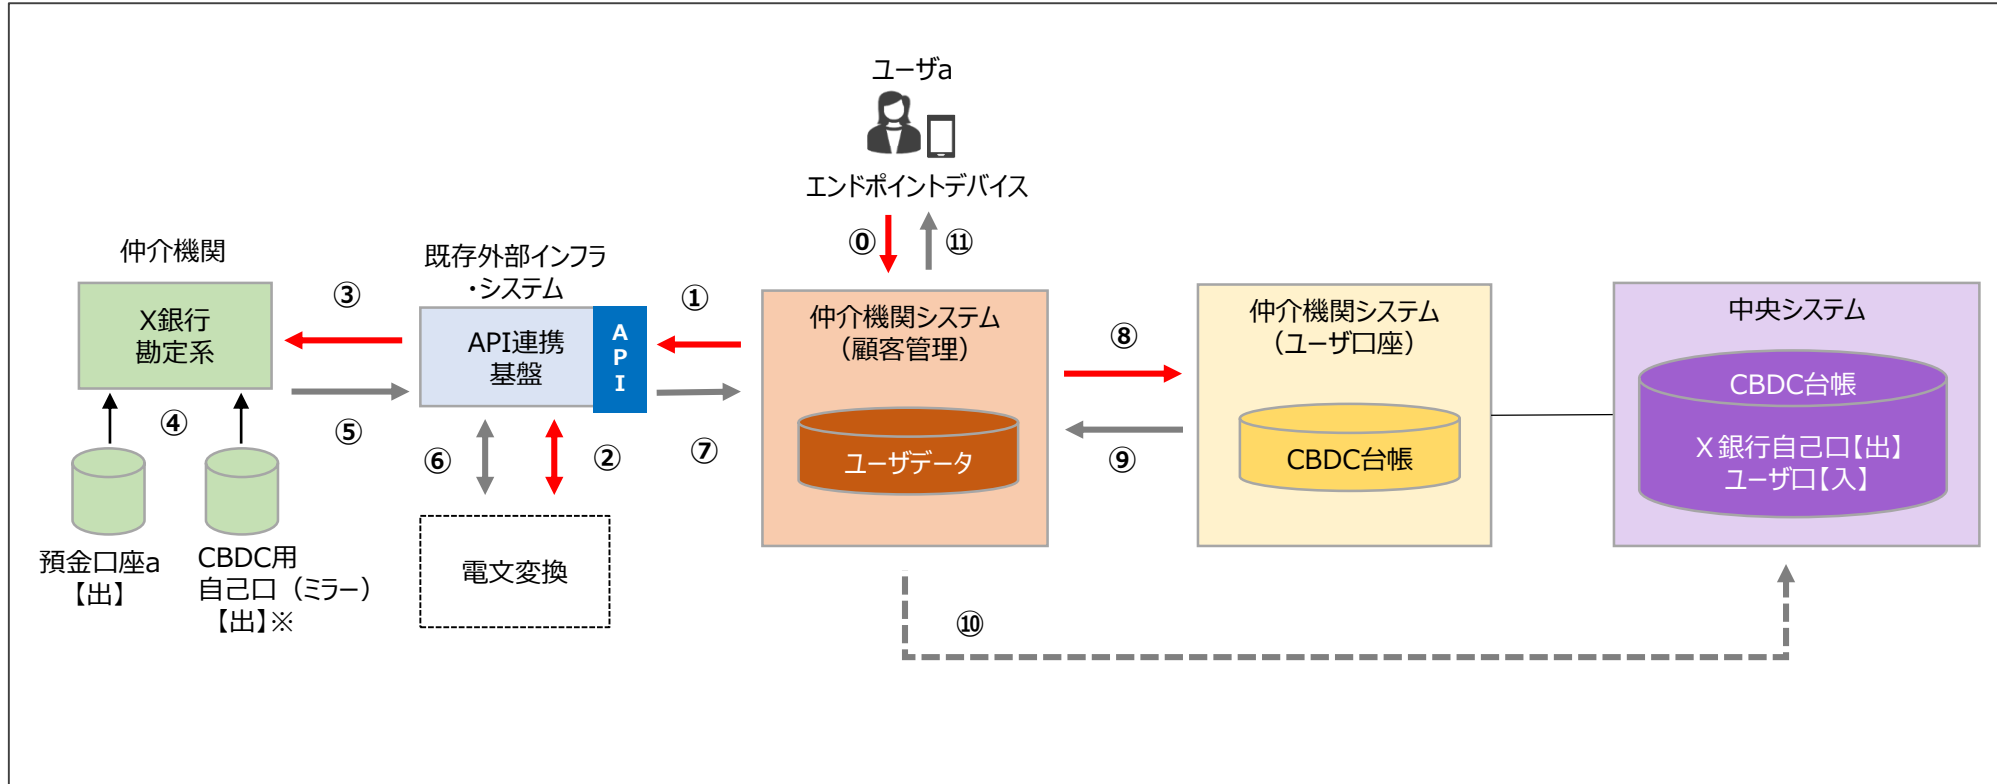 ユーザa
エンドポイントデバイス
⓪
⑪
仲介機関
X銀行
勘定系
③
④
⑤
預金口座a
【出】
CBDC用
自己口（ミラー）
【出】※
既存外部インフラ
・システム
API連携
基盤
API
①
⑥
②
⑦
電文変換
仲介機関システム
（顧客管理）
ユーザデータ
⑧
⑨
⑩
仲介機関システム
（ユーザ口座）
CBDC台帳
中央システム
CBDC台帳
X銀行自己口【出】
ユーザ口【入】